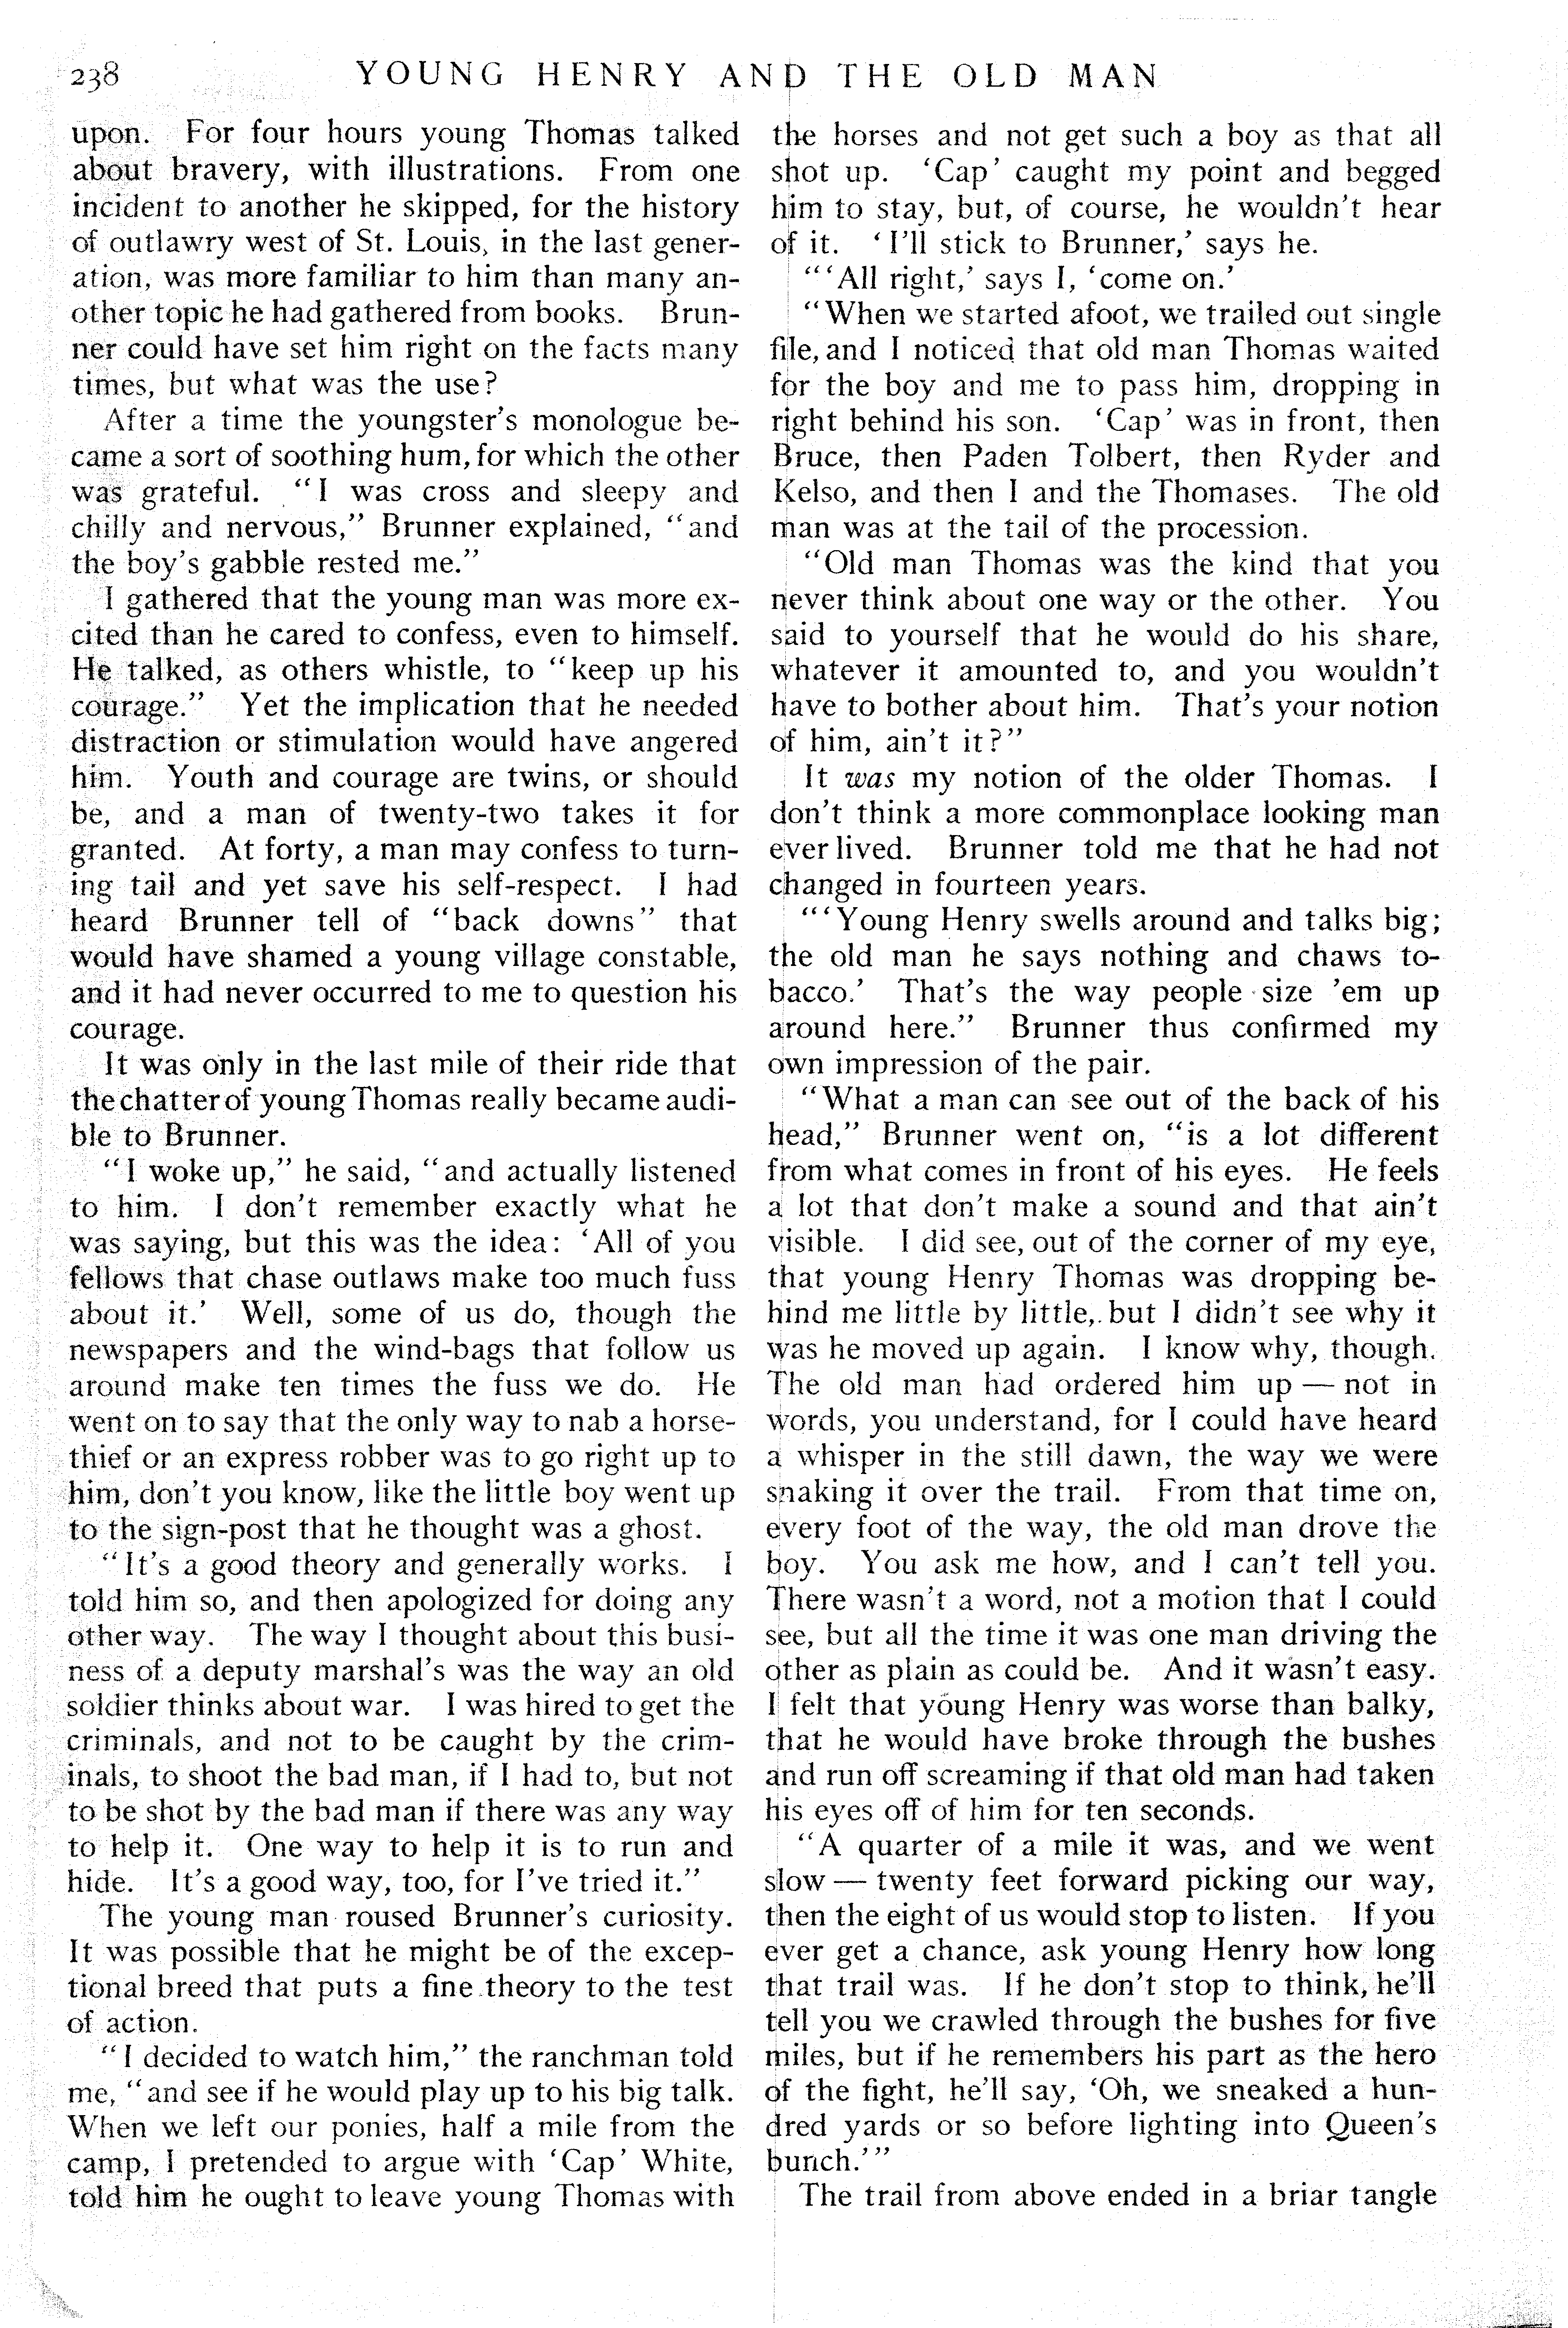 238 YOUNG HENRY AND THE OLD MAN
upon. For four hours young Thomas talked
about bravery, with illustrations. From one
incident to another he skipped, for the history
of outlawry west of St. Louis, in the last gener-
ation, was more familiar to him than many an-
other topic he had gathered from books. Brun-
ner could have set him right on the facts many
times, but what was the use?
After a time the youngster's monologue be-
came a sort of soothing hum, for which the other
was grateful. "I was cross and sleepy and
chilly and nervous," Brunner explained, "and
the boy's gabble rested me."
I gathered that the young man was more ex-
cited than he cared to confess, even to himself.
He talked, as others whistle, to "keep up his
courage." Yet the implication that he needed
distraction or stimulation would have angered
him. Youth and courage are twins, or should
be, and a man of twenty-two takes it for
granted. At forty, a man may confess to turn-
ing tail and yet save his self-respect. I had
heard Brunner tell of "back downs" that
would have shamed a young village constable,
and it had never occurred to me to question his
courage.
It was only in the last mile of their ride that
the chatter of young Thomas really became audi-
ble to Brunner.
"I woke up," he said, "and actually listened
to him. I don't remember exactly what he
was saying, but this was the idea: 'All of you
fellows that chase outlaws make too much fuss
about it.' Well, some of us do, though the
newspapers and the wind-bags that follow us
around make ten times the fuss we do. He
went on to say that the only way to nab a horse-
thief or an express robber was to go right up to
him, don't you know, like the little boy went up
to the sign-post that he thought was a ghost.
"It's a good theory and generally works. I
told him so, and then apologized for doing any
other way. The way I thought about this busi-
ness of a deputy marshal's was the way an old
soldier thinks about war. I was hired to get the
criminals, and not to be caught by the crim-
inals, to shoot the bad man, if I had to, but not
to be shot by the bad man if there was any way
to help it. One way to help it is to run and
hide. It's a good way, too, for I've tried it."
The young man roused Brunner's curiosity.
It was possible that he might be of the excep-
tional breed that puts a fine theory to the test
of action.
"I decided to watch him," the ranchman told
me, "and see if he would play up to his big talk.
When we left our ponies, half a mile from the
camp, I pretended to argue with 'Cap' White,
told him he ought to leave young Thomas with
the horses and not get such a boy as that all
shot up. 'Cap' caught my point and begged
him to stay, but, of course, he wouldn't hear
of it. 'I'll stick to Brunner,' says he.
"'All right,' says I, 'come on.'
"When we started afoot, we trailed out single
file, and I noticed that old man Thomas waited
for the boy and me to pass him, dropping in
right behind his son. 'Cap' was in front, then
Bruce, then Paden Tolbert, then Ryder and
Kelso, and then I and the Thomases. The old
man was at the tail of the procession.
"Old man Thomas was the kind that you
never think about one way or the other. You
said to yourself that he would do his share,
whatever it amounted to, and you wouldn't
have to bother about him. That's your notion
of him, ain't it?"
It was my notion of the older Thomas. I
don't think a more commonplace looking man
ever lived. Brunner told me that he had not
changed in fourteen years.
"'Young Henry swells around and talks big;
the old man he says nothing and chaws to-
bacco.' That's the way people size 'em up
around here." Brunner thus confirmed my
own impression of the pair.
"What a man can see out of the back of his
head," Brunner went on, "is a lot different
from what comes in front of his eyes. He feels
a lot that don't make a sound and that ain't
visible. I did see, out of the corner of my eye,
that young Henry Thomas was dropping be-
hind me little by little, but I didn't see why it
was he moved up again. I know why, though.
The old man had ordered him up — not in
words, you understand, for I could have heard
a whisper in the still dawn, the way we were
snaking it over the trail. From that time on,
every foot of the way, the old man drove the
boy. You ask me how, and I can't tell you.
There wasn't a word, not a motion that I could
see, but all the time it was one man driving the
other as plain as could be. And it wasn't easy.
I felt that young Henry was worse than balky,
that he would have broke through the bushes
and run off screaming if that old man had taken
his eyes off of him for ten seconds.
"A quarter of a mile it was, and we went
slow — twenty feet forward picking our way,
then the eight of us would stop to listen. If you
ever get a chance, ask young Henry how long
that trail was. If he don't stop to think, he'll
tell you we crawled through the bushes for five
miles, but if he remembers his part as the hero
of the fight, he'll say, 'Oh, we sneaked a hun-
dred yards or so before lighting into Queen's
bunch.'"
The trail from above ended in a briar tangle